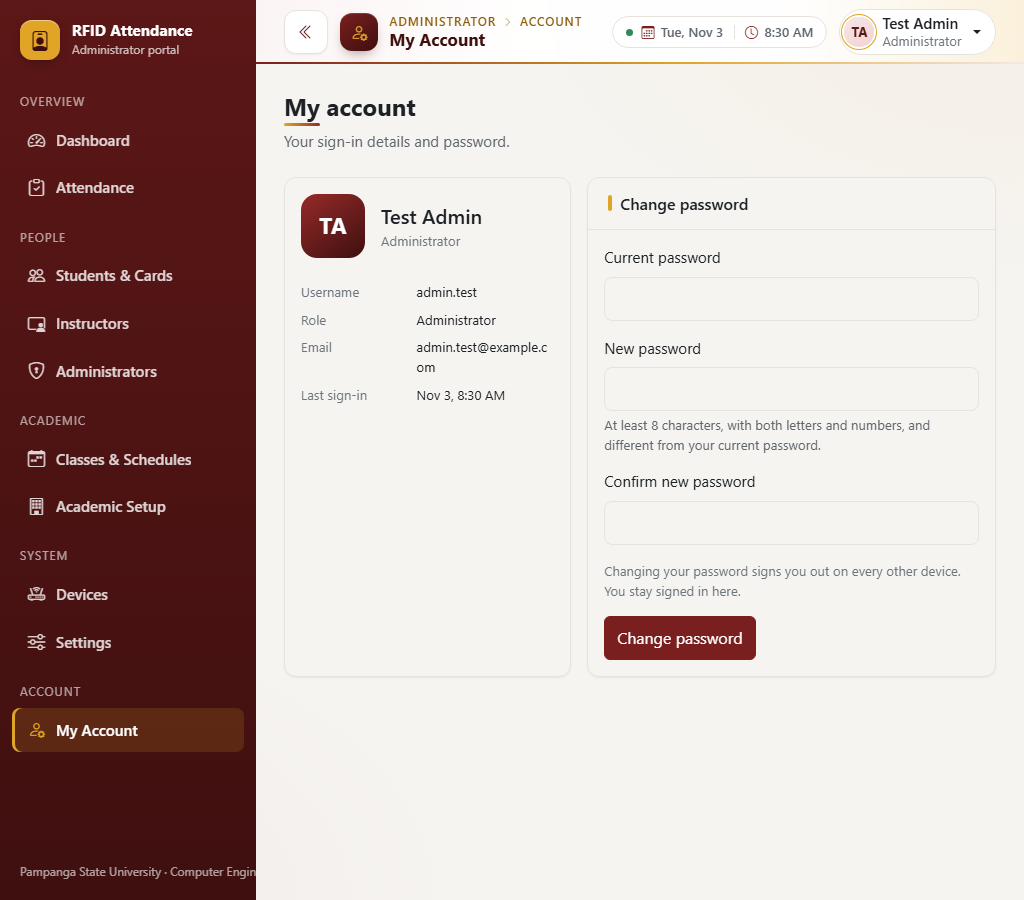 RFID Attendance
Administrator portal
OVERVIEW
Dashboard
Attendance
PEOPLE
Students & Cards
Instructors
Administrators
ACADEMIC
Classes & Schedules
Academic Setup
SYSTEM
Devices
Settings
ACCOUNT
My Account
Pampanga State University · Computer Engin
ADMINISTRATOR > ACCOUNT
My Account
Tue, Nov 3
8:30 AM
TA
Test Admin
Administrator
My account
Your sign-in details and password.
TA
Test Admin
Administrator
Username admin.test
Role Administrator
Email admin.test@example.c
om
Last sign-in Nov 3, 8:30 AM
Change password
Current password
New password
At least 8 characters, with both letters and numbers, and
different from your current password.
Confirm new password
Changing your password signs you out on every other device.
You stay signed in here.
Change password